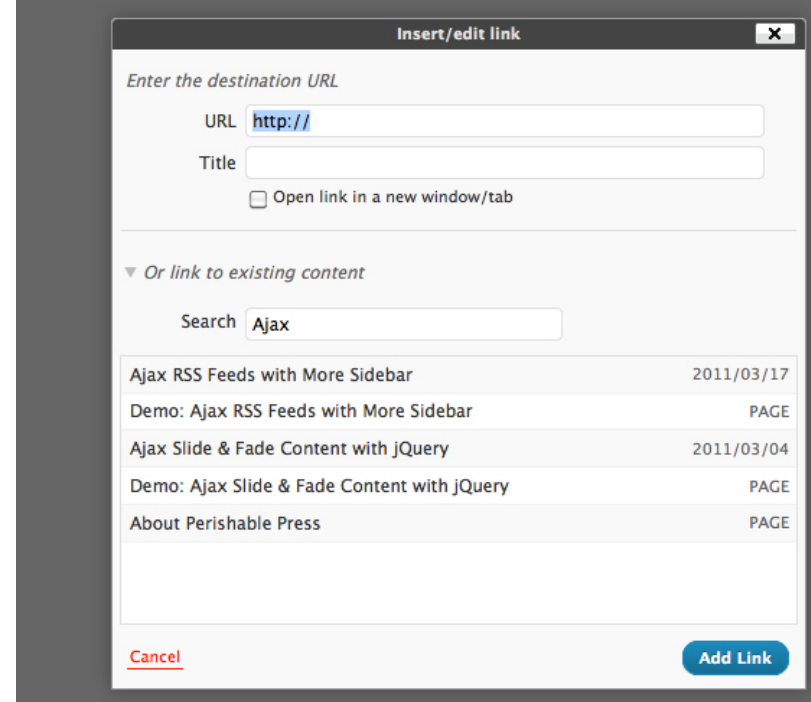 Insert/edit link
Enter the destination URL
URL http://
Title
Open link in a new window/tab
Or link to existing content
Search Ajax
Ajax RSS Feeds with More Sidebar 2011/03/17
Demo: Ajax RSS Feeds with More Sidebar PAGE
Ajax Slide & Fade Content with jQuery 2011/03/04
Demo: Ajax Slide & Fade Content with jQuery PAGE
About Perishable Press PAGE
Cancel Add Link